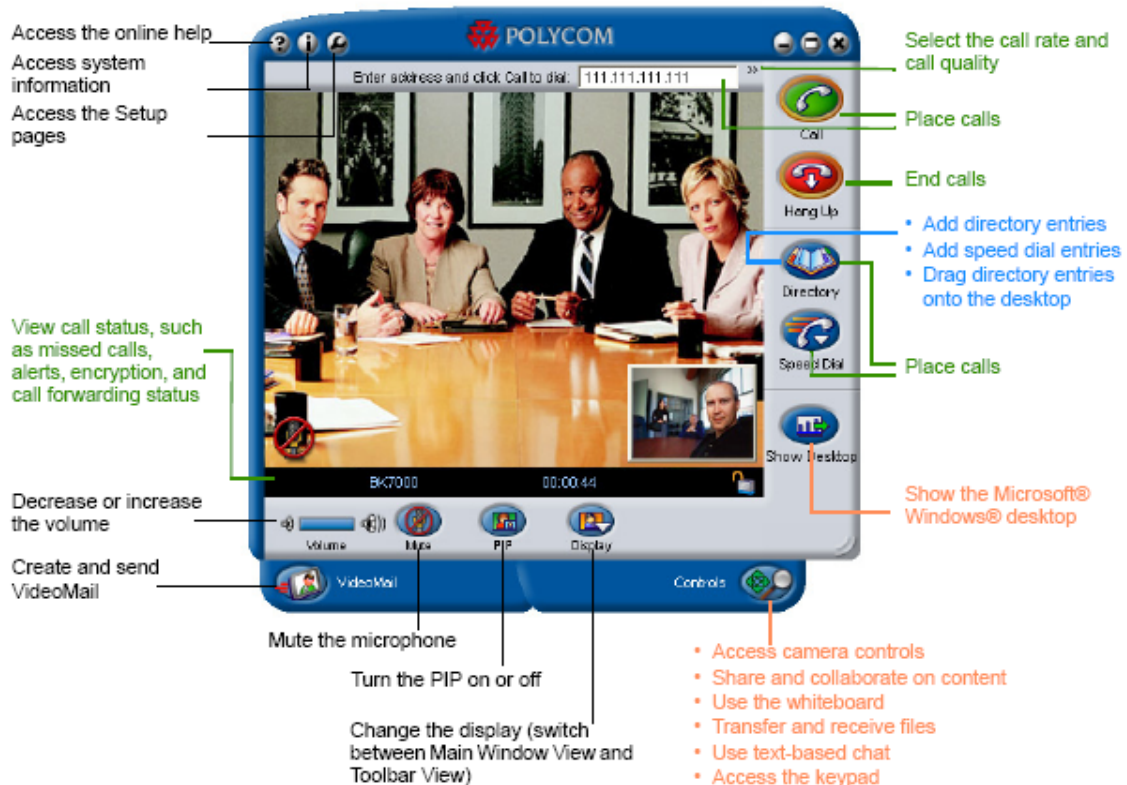 Access the online help
Access system
information
Access the Setup
pages
View call status, such
as missed calls,
alerts, encryption, and
call forwarding status
Decrease or increase
the volume
Create and send
VideoMail
POLYCOM
Enter address and click Call to dial: 111.111.111.111 »
Call
Hang Up
Directory
Speed Dial
Show Desktop
BK7000 00:00:44
Volume Mute PIP Display
VideoMail Controls
Select the call rate and
call quality
Place calls
End calls
• Add directory entries
• Add speed dial entries
• Drag directory entries
onto the desktop
Place calls
Show the Microsoft®
Windows® desktop
Mute the microphone
Turn the PIP on or off
Change the display (switch
between Main Window View and
Toolbar View)
• Access camera controls
• Share and collaborate on content
• Use the whiteboard
• Transfer and receive files
• Use text-based chat
• Access the keypad